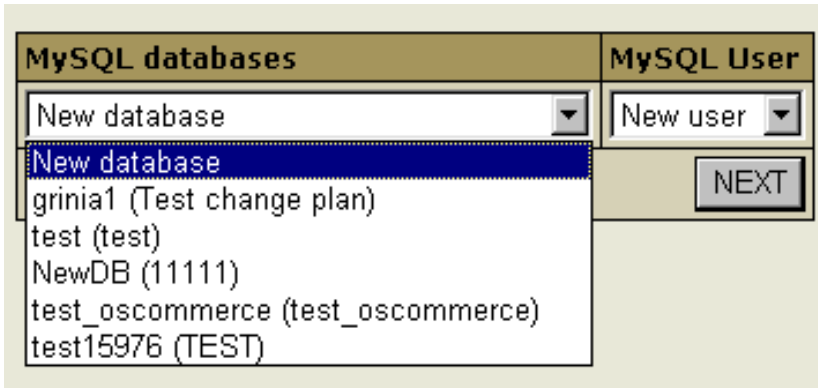 MySQL databases MySQL User
New database New user
New database
NEXT
grinia1 (Test change plan)
test (test)
NewDB (11111)
test_oscommerce (test_oscommerce)
test15976 (TEST)